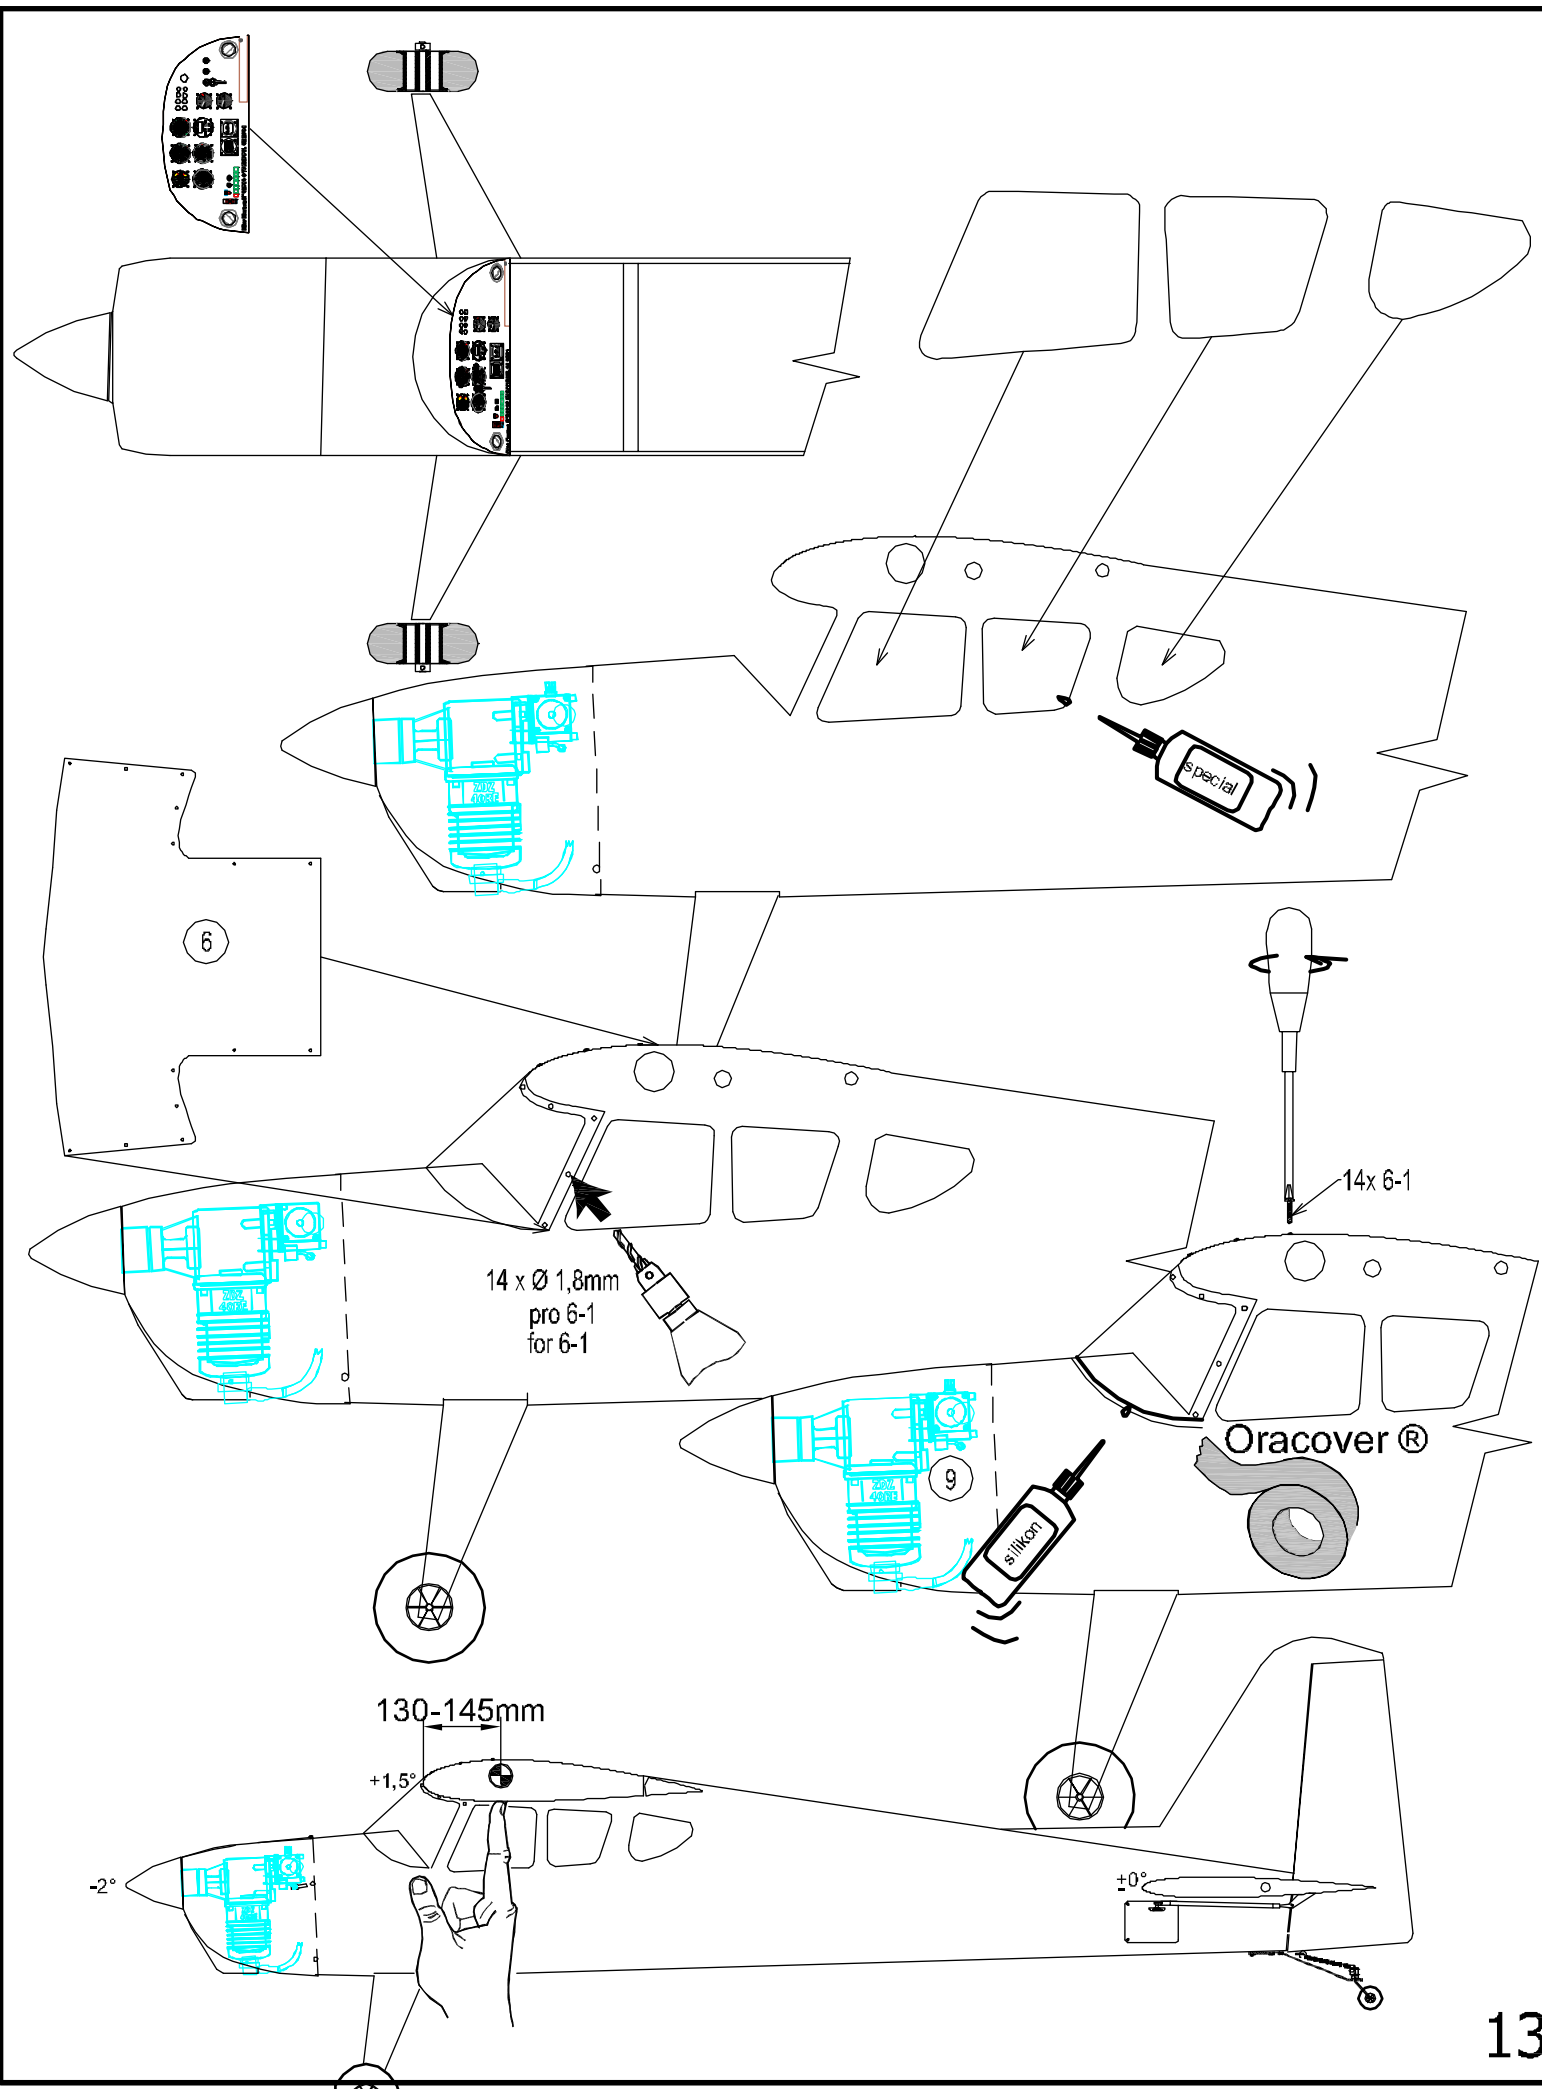 special
6
14x 6-1
14 x Ø 1,8mm
pro 6-1
for 6-1
Oracover ®
9
silikon
130-145mm
+1,5°
-2°
±0°
13